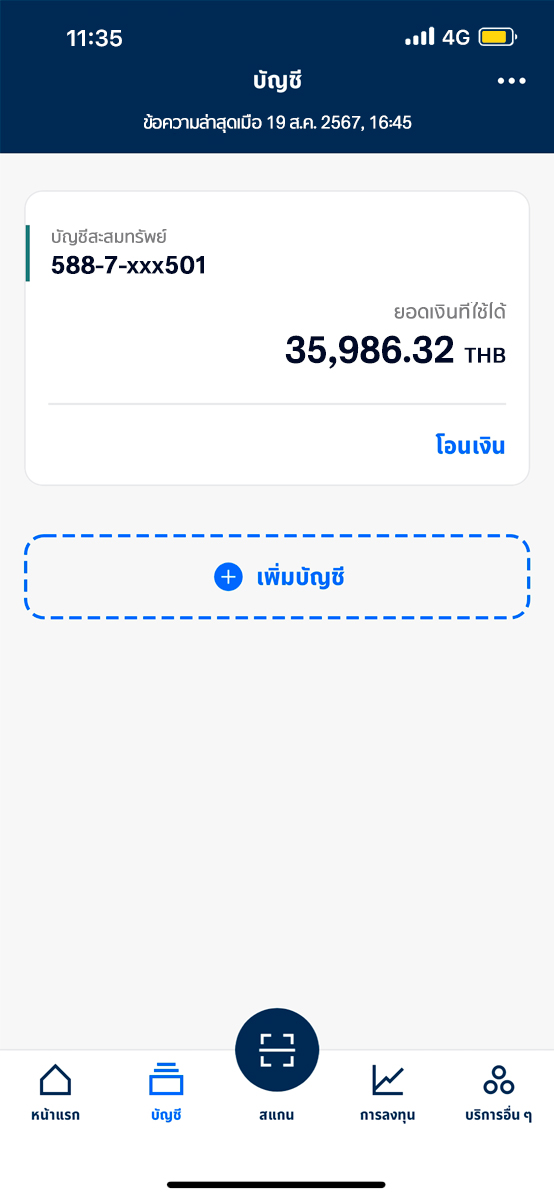 11:35
4G
บัญชี
ข้อความล่าสุดเมื่อ 19 ส.ค. 2567, 16:45
บัญชีสะสมทรัพย์
588-7-xxx501
ยอดเงินที่ใช้ได้
35,986.32 THB
โอนเงิน
เพิ่มบัญชี
หน้าแรก
บัญชี
สแกน
การลงทุน
บริการอื่น ๆ